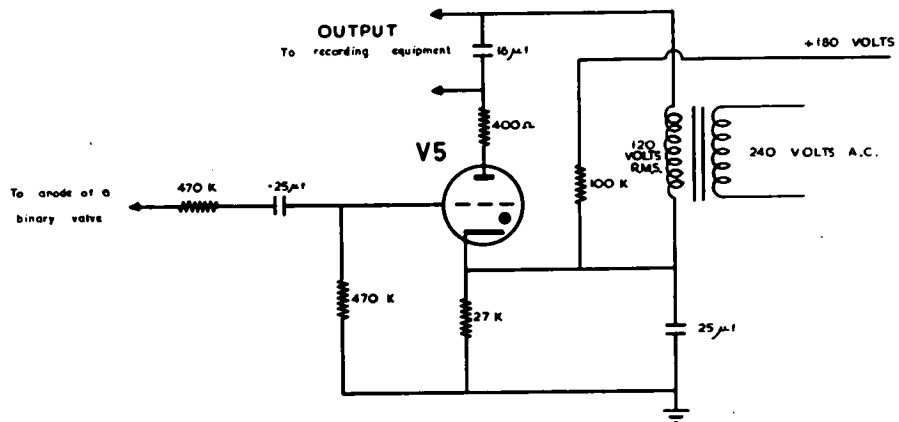 OUTPUT
To recording equipment
16µf
+180 VOLTS
400Ω
V5
120
VOLTS
R.M.S.
240 VOLTS A.C.
100 K
To anode of a
binary valve
470 K
·25µf
470 K
27 K
25µf